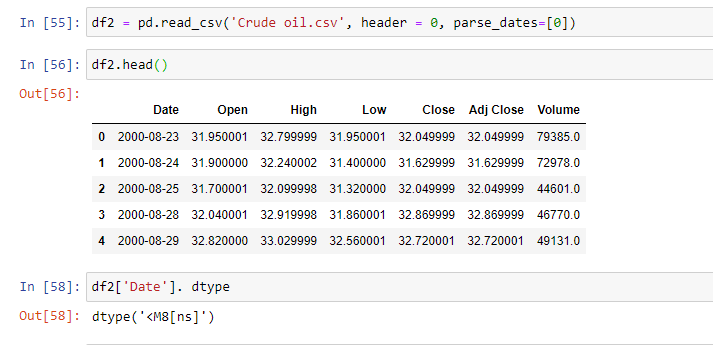 In [55]: df2 = pd.read_csv('Crude oil.csv', header = 0, parse_dates=[0])
In [56]: df2.head()
Out[56]:
Date Open High Low Close Adj Close Volume
0 2000-08-23 31.950001 32.799999 31.950001 32.049999 32.049999 79385.0
1 2000-08-24 31.900000 32.240002 31.400000 31.629999 31.629999 72978.0
2 2000-08-25 31.700001 32.099998 31.320000 32.049999 32.049999 44601.0
3 2000-08-28 32.040001 32.919998 31.860001 32.869999 32.869999 46770.0
4 2000-08-29 32.820000 33.029999 32.560001 32.720001 32.720001 49131.0
In [58]: df2['Date']. dtype
Out[58]: dtype('<M8[ns]')